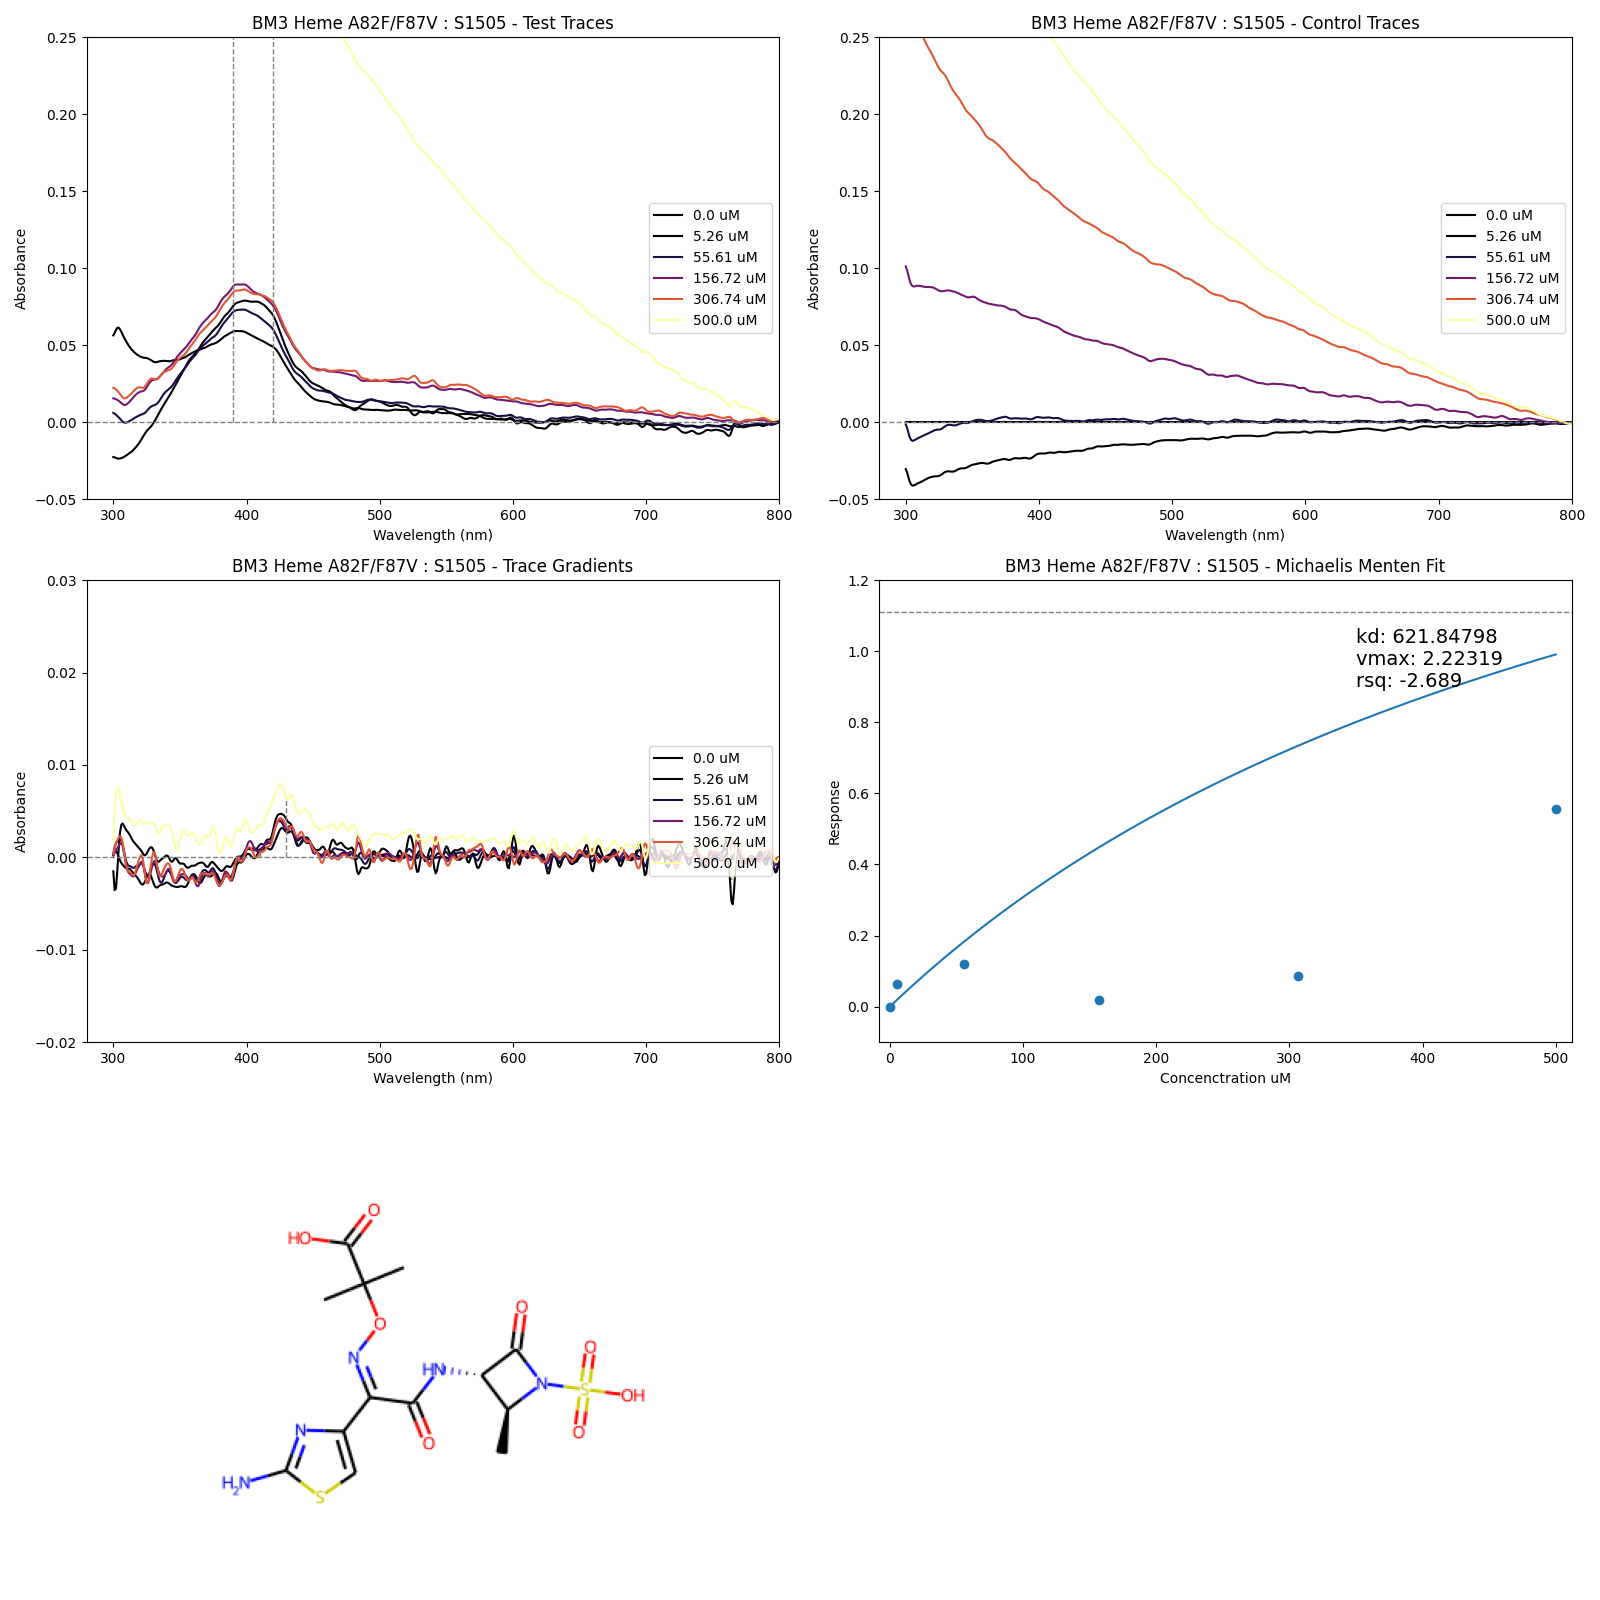 BM3 Heme A82F/F87V : S1505 - Test Traces
0.25
0.20
0.15
0.10
0.05
0.00
−0.05
Absorbance
300 400 500 600 700 800
Wavelength (nm)
0.0 uM
5.26 uM
55.61 uM
156.72 uM
306.74 uM
500.0 uM
BM3 Heme A82F/F87V : S1505 - Control Traces
0.25
0.20
0.15
0.10
0.05
0.00
−0.05
Absorbance
300 400 500 600 700 800
Wavelength (nm)
0.0 uM
5.26 uM
55.61 uM
156.72 uM
306.74 uM
500.0 uM
BM3 Heme A82F/F87V : S1505 - Trace Gradients
0.03
0.02
0.01
0.00
−0.01
−0.02
Absorbance
300 400 500 600 700 800
Wavelength (nm)
0.0 uM
5.26 uM
55.61 uM
156.72 uM
306.74 uM
500.0 uM
BM3 Heme A82F/F87V : S1505 - Michaelis Menten Fit
1.2
1.0
0.8
0.6
0.4
0.2
0.0
Response
0 100 200 300 400 500
Concenctration uM
kd: 621.84798
vmax: 2.22319
rsq: -2.689
O
HO
O
O
N
HN
O
N
S
OH
O
O
N
H2N
S